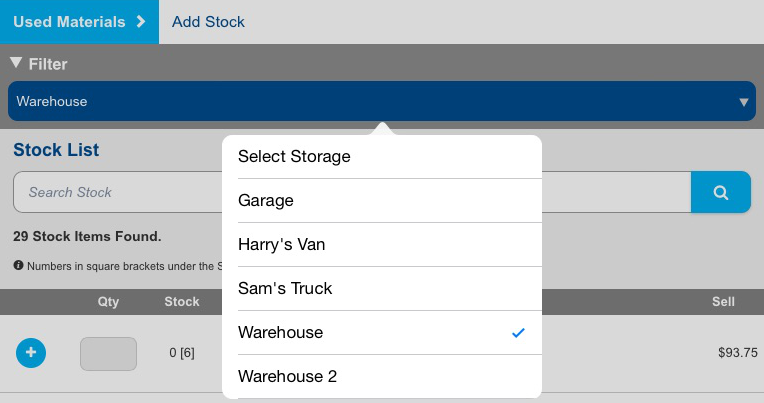 Used Materials
Add Stock
Filter
Warehouse
Select Storage
Garage
Harry's Van
Sam's Truck
Warehouse
Warehouse 2
Stock List
Search Stock
29 Stock Items Found.
Numbers in square brackets under the
Qty Stock Sell
0 [6] $93.75